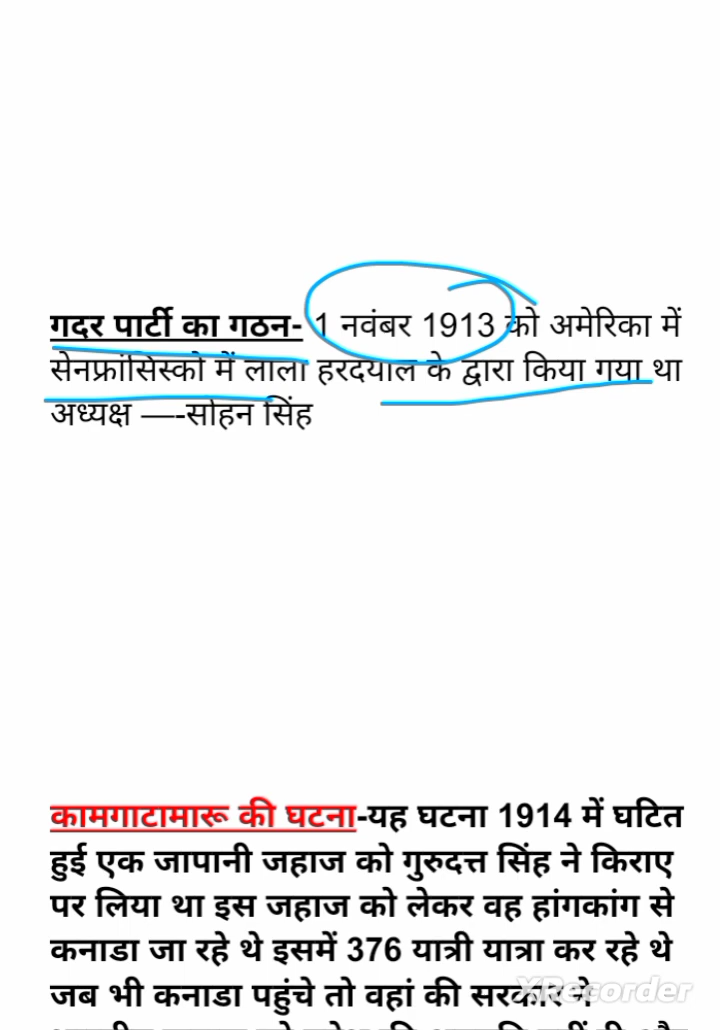 गदर पार्टी का गठन- 1 नवंबर 1913 को अमेरिका में
सेनफ्रांसिस्को में लाला हरदयाल के द्वारा किया गया था
अध्यक्ष —-सोहन सिंह
कामगाटामारू की घटना-यह घटना 1914 में घटित
हुई एक जापानी जहाज को गुरुदत्त सिंह ने किराए
पर लिया था इस जहाज को लेकर वह हांगकांग से
कनाडा जा रहे थे इसमें 376 यात्री यात्रा कर रहे थे
जब भी कनाडा पहुंचे तो वहां की सरकार ने
XRecorder